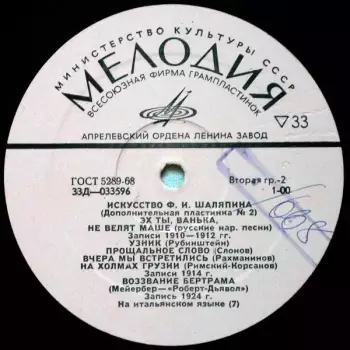 МИНИСТЕРСТВО КУЛЬТУРЫ СССР
МЕЛОДИЯ
ВСЕСОЮЗНАЯ ФИРМА ГРАМПЛАСТИНОК
АПРЕЛЕВСКИЙ ОРДЕНА ЛЕНИНА ЗАВОД
▽33
ГОСТ 5289-68
33Д—033596
Вторая гр.-2
1-00
ИСКУССТВО Ф. И. ШАЛЯПИНА
(Дополнительная пластинка № 2)
ЭХ ТЫ, ВАНЬКА,
НЕ ВЕЛЯТ МАШЕ (русские нар. песни)
Записи 1910—1912 гг.
УЗНИК (Рубинштейн)
ПРОЩАЛЬНОЕ СЛОВО (Слонов)
ВЧЕРА МЫ ВСТРЕТИЛИСЬ (Рахманинов)
НА ХОЛМАХ ГРУЗИИ (Римский-Корсаков)
Записи 1914 г.
ВОЗЗВАНИЕ БЕРТРАМА
(Мейербер—«Роберт-Дьявол»)
Запись 1924 г.
На итальянском языке (7)